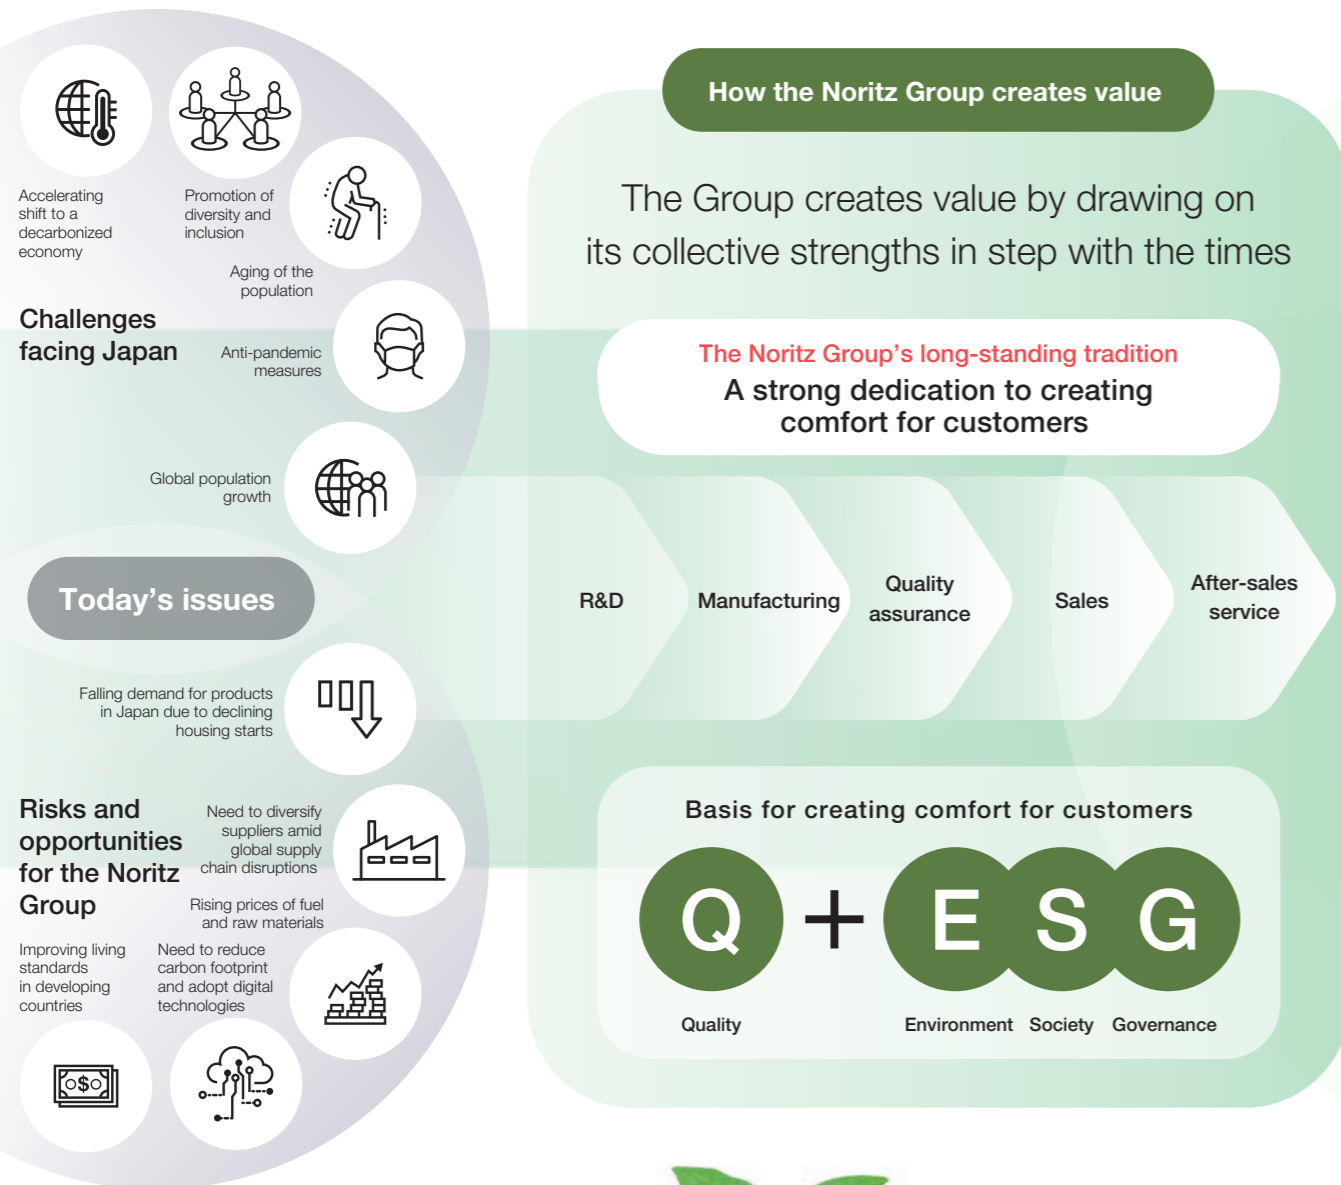 Accelerating
shift to a
decarbonized
economy
Promotion of
diversity and
inclusion
Aging of the
population
Challenges
facing Japan
Anti-pandemic
measures
Global population
growth
Today's issues
Falling demand for products
in Japan due to declining
housing starts
Risks and
opportunities
for the Noritz
Group
Need to diversify
suppliers amid
global supply
chain disruptions
Rising prices of fuel
and raw materials
Improving living
standards
in developing
countries
Need to reduce
carbon footprint
and adopt digital
technologies
$
How the Noritz Group creates value
The Group creates value by drawing on
its collective strengths in step with the times
The Noritz Group's long-standing tradition
A strong dedication to creating
comfort for customers
R&D
Manufacturing
Quality
assurance
Sales
After-sales
service
Basis for creating comfort for customers
Q + E S G
Quality
Environment Society Governance